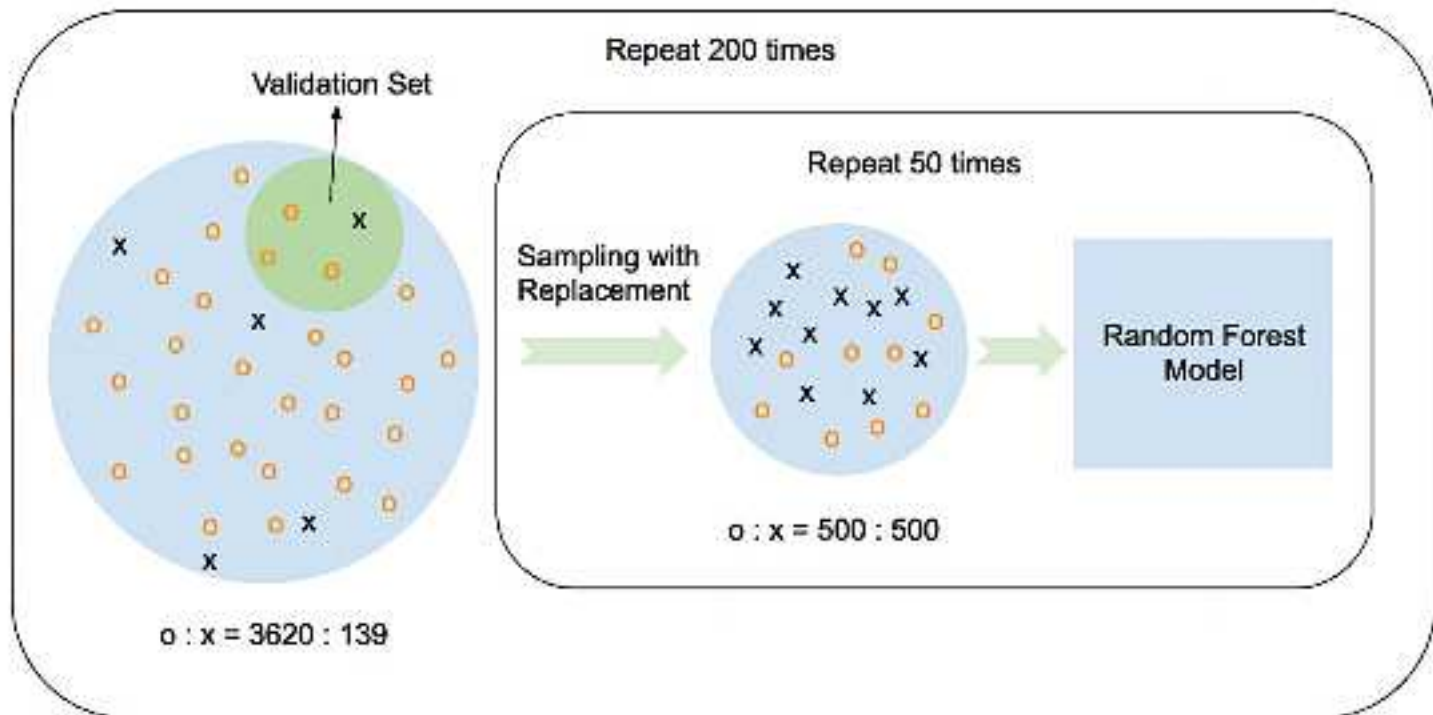 Repeat 200 times
Validation Set
Repeat 50 times
Sampling with
Replacement
Random Forest
Model
o : x = 500 : 500
o : x = 3620 : 139